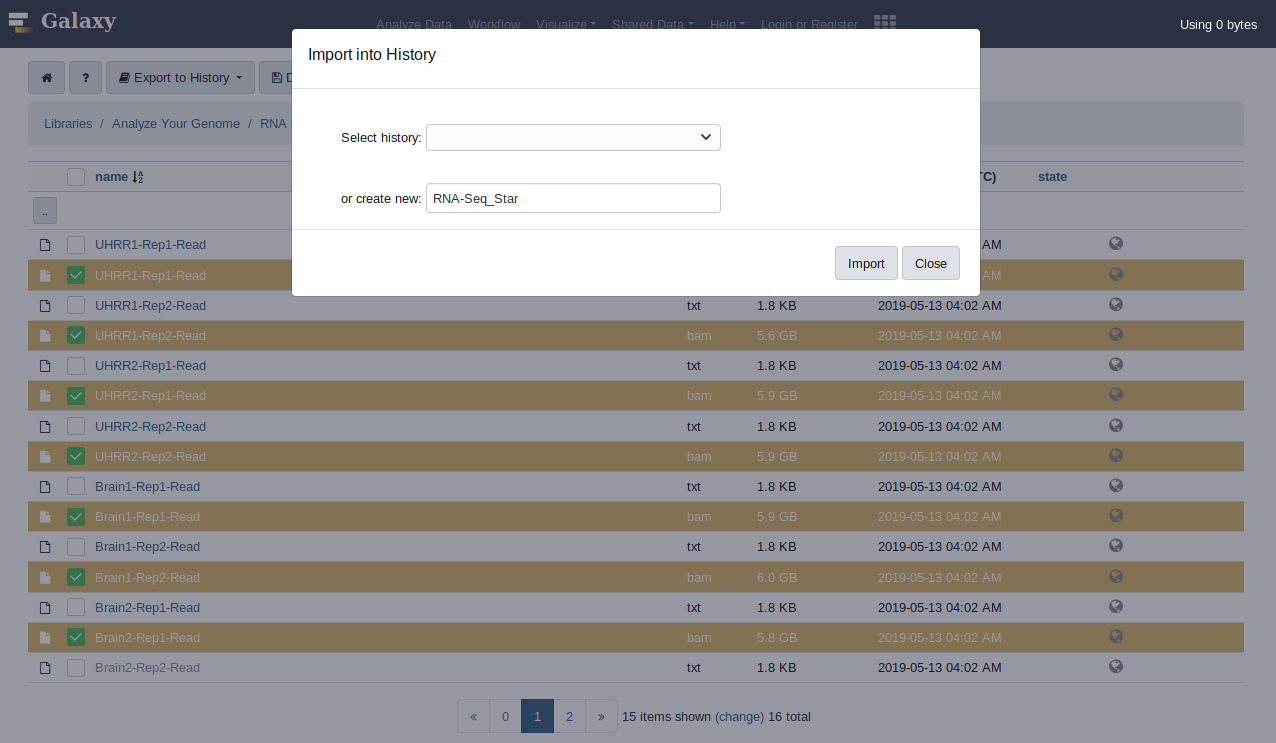 Galaxy
Analyze Data Workflow Visualize Shared Data Help Login or Register
Using 0 bytes
Import into History
? Export to History
Libraries / Analyze Your Genome / RNA
Select history:
or create new: RNA-Seq_Star
Import Close
name TC) state
..
UHRR1-Rep1-Read AM
UHRR1-Rep1-Read AM
UHRR1-Rep2-Read txt 1.8 KB 2019-05-13 04:02 AM
UHRR1-Rep2-Read bam 5.6 GB 2019-05-13 04:02 AM
UHRR2-Rep1-Read txt 1.8 KB 2019-05-13 04:02 AM
UHRR2-Rep1-Read bam 5.9 GB 2019-05-13 04:02 AM
UHRR2-Rep2-Read txt 1.8 KB 2019-05-13 04:02 AM
UHRR2-Rep2-Read bam 5.9 GB 2019-05-13 04:02 AM
Brain1-Rep1-Read txt 1.8 KB 2019-05-13 04:02 AM
Brain1-Rep1-Read bam 5.9 GB 2019-05-13 04:02 AM
Brain1-Rep2-Read txt 1.8 KB 2019-05-13 04:02 AM
Brain1-Rep2-Read bam 6.0 GB 2019-05-13 04:02 AM
Brain2-Rep1-Read txt 1.8 KB 2019-05-13 04:02 AM
Brain2-Rep1-Read bam 5.8 GB 2019-05-13 04:02 AM
Brain2-Rep2-Read txt 1.8 KB 2019-05-13 04:02 AM
« 0 1 2 » 15 items shown (change) 16 total